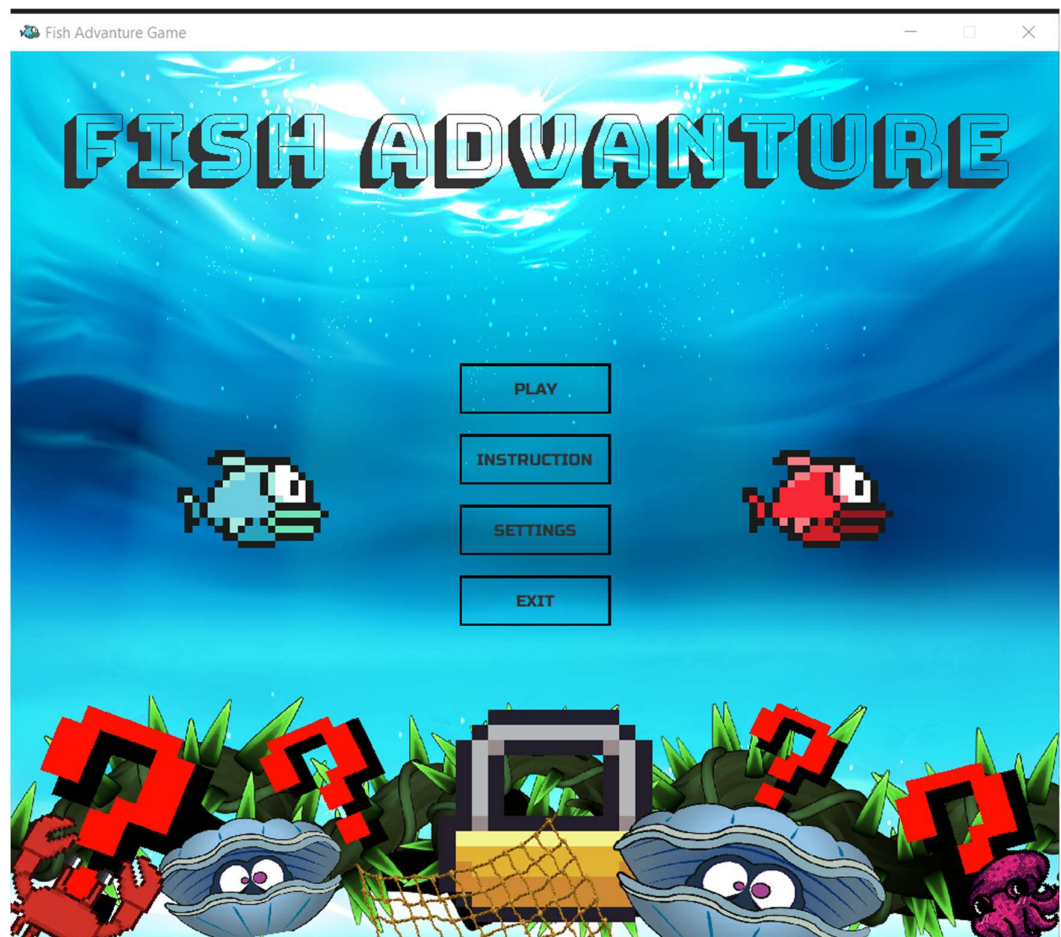 Fish Advanture Game
FISH ADVANTURE
PLAY
INSTRUCTION
SETTINGS
EXIT
?
?
?
?